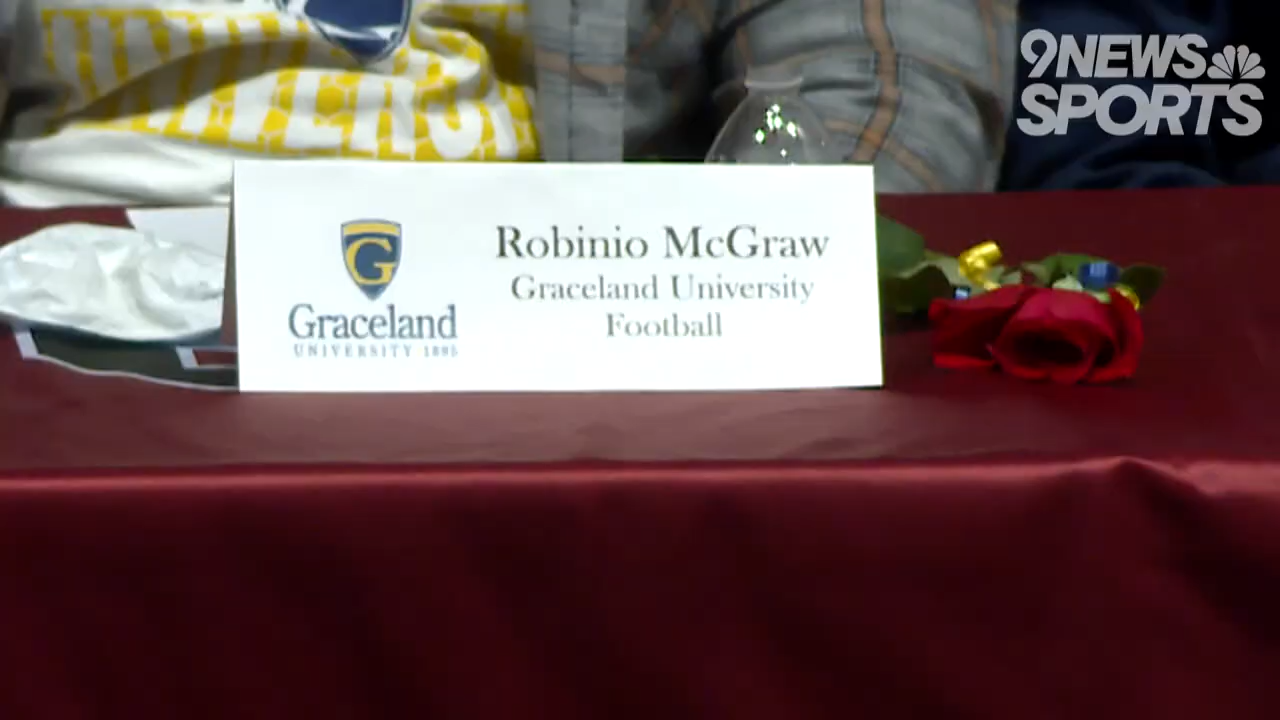 9NEWS
SPORTS
Robinio McGraw
Graceland University
Football
G
Graceland
UNIVERSITY 1895